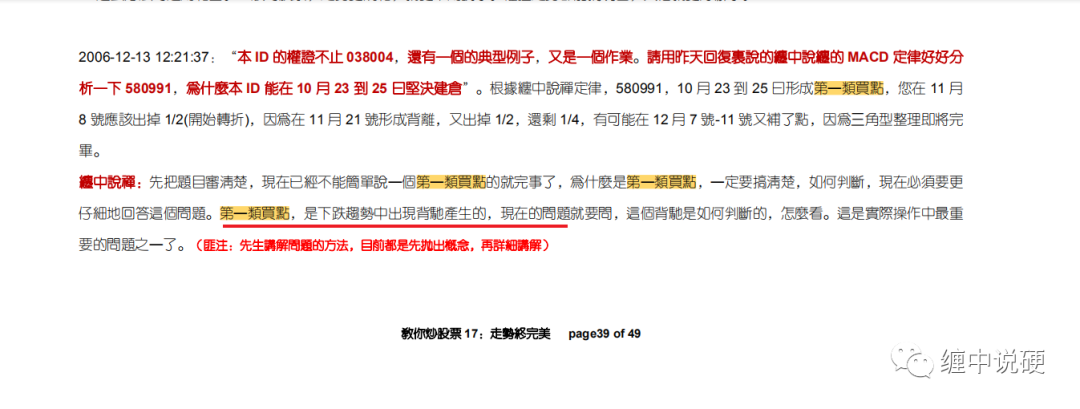 2006-12-13 12:21:37：“本 ID 的權證不止 038004，還有一個的典型例子，又是一個作業。請用昨天回復裏說的纏中說纏的 MACD 定律好好分
析一下 580991，爲什麼本 ID 能在 10 月 23 到 25 日堅決建倉”。根據纏中說禪定律，580991，10 月 23 到 25 日形成第一類買點，您在 11 月
8 號應該出掉 1/2(開始轉折)，因爲在 11 月 21 號形成背離，又出掉 1/2，還剩 1/4，有可能在 12 月 7 號-11 號又補了點，因爲三角型整理即將完
畢。
纏中說禪：先把題目審清楚，現在已經不能簡單說一個第一類買點的就完事了，爲什麼是第一類買點，一定要搞清楚，如何判斷，現在必須要更
仔細地回答這個問題。第一類買點，是下跌趨勢中出現背馳產生的，現在的問題就要問，這個背馳是如何判斷的，怎麼看。這是實際操作中最重
要的問題之一了。（匪注：先生講解問題的方法，目前都是先拋出概念，再詳細講解）
教你炒股票 17：走勢終完美 page39 of 49
缠中说硬